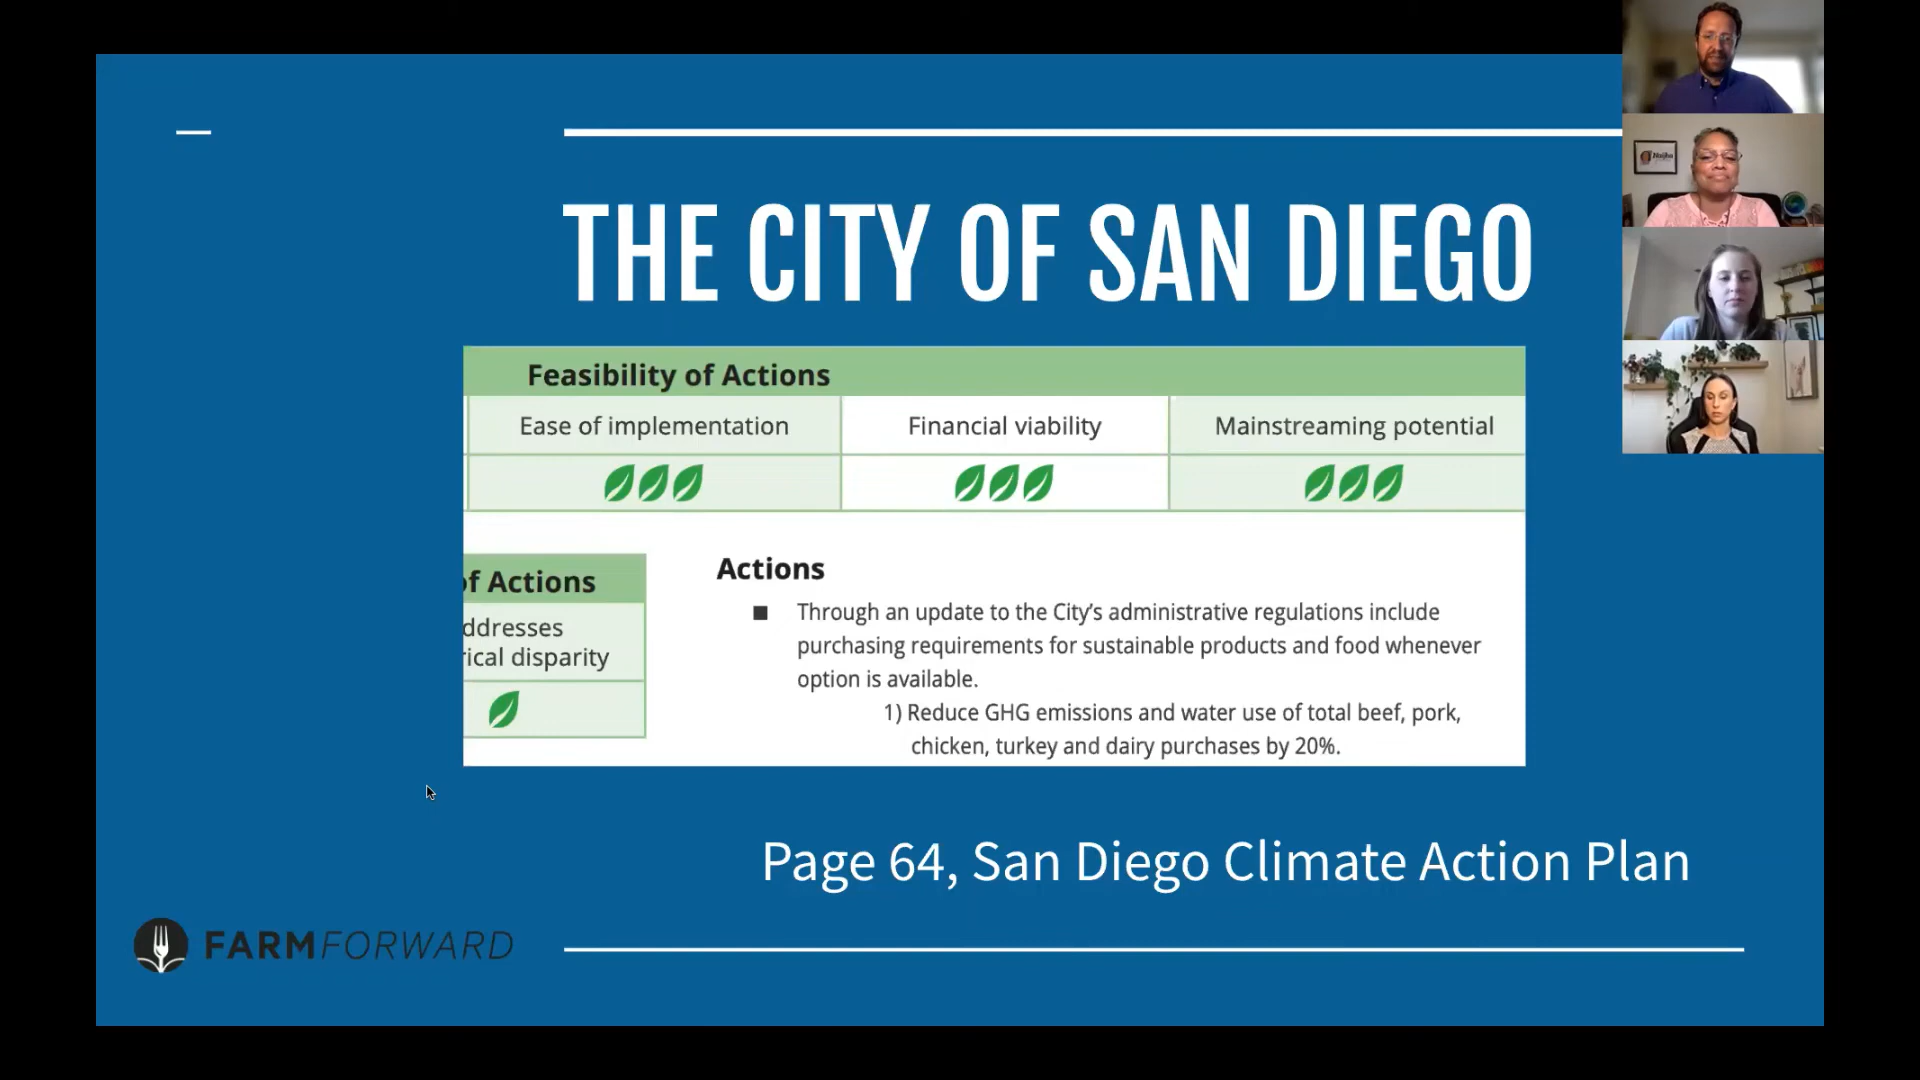 THE CITY OF SAN DIEGO
Feasibility of Actions
Ease of implementation
Financial viability
Mainstreaming potential
of Actions
ddresses
rical disparity
Actions
■ Through an update to the City's administrative regulations include
purchasing requirements for sustainable products and food whenever
option is available.
1) Reduce GHG emissions and water use of total beef, pork,
chicken, turkey and dairy purchases by 20%.
Page 64, San Diego Climate Action Plan
FARMFORWARD